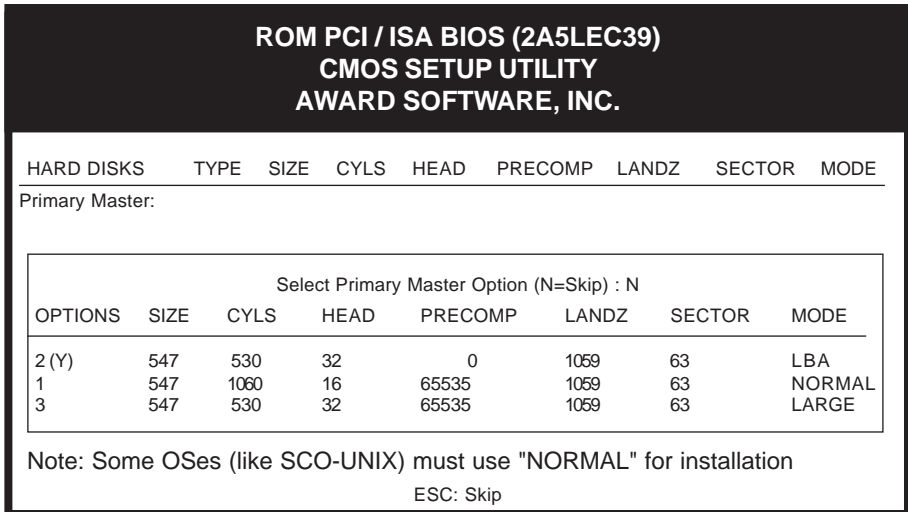 ROM PCI / ISA BIOS (2A5LEC39)
CMOS SETUP UTILITY
AWARD SOFTWARE, INC.
HARD DISKS TYPE SIZE CYLS HEAD PRECOMP LANDZ SECTOR MODE
Primary Master:
Select Primary Master Option (N=Skip) : N
OPTIONS SIZE CYLS HEAD PRECOMP LANDZ SECTOR MODE
2 (Y) 547 530 32 0 1059 63 LBA
1 547 1060 16 65535 1059 63 NORMAL
3 547 530 32 65535 1059 63 LARGE
Note: Some OSes (like SCO-UNIX) must use "NORMAL" for installation
ESC: Skip